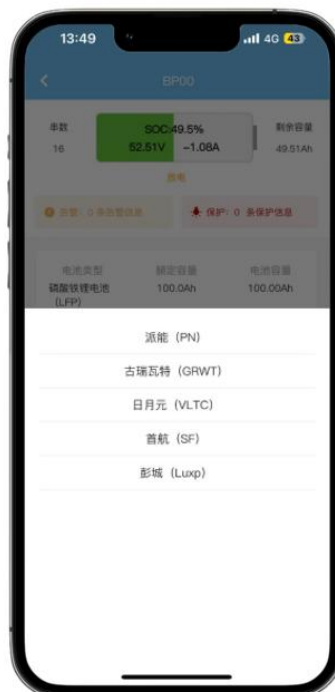 13:49
4G 43
BP00
串数
16
SOC:49.5%
52.51V -1.08A
剩余容量
49.51Ah
放电
告警：0 条告警信息
保护：0 条保护信息
电池类型
磷酸铁锂电池
(LFP)
额定容量
100.0Ah
电池容量
100.00Ah
派能（PN）
古瑞瓦特（GRWT）
日月元（VLTC）
首航（SF）
彭城（Luxp）